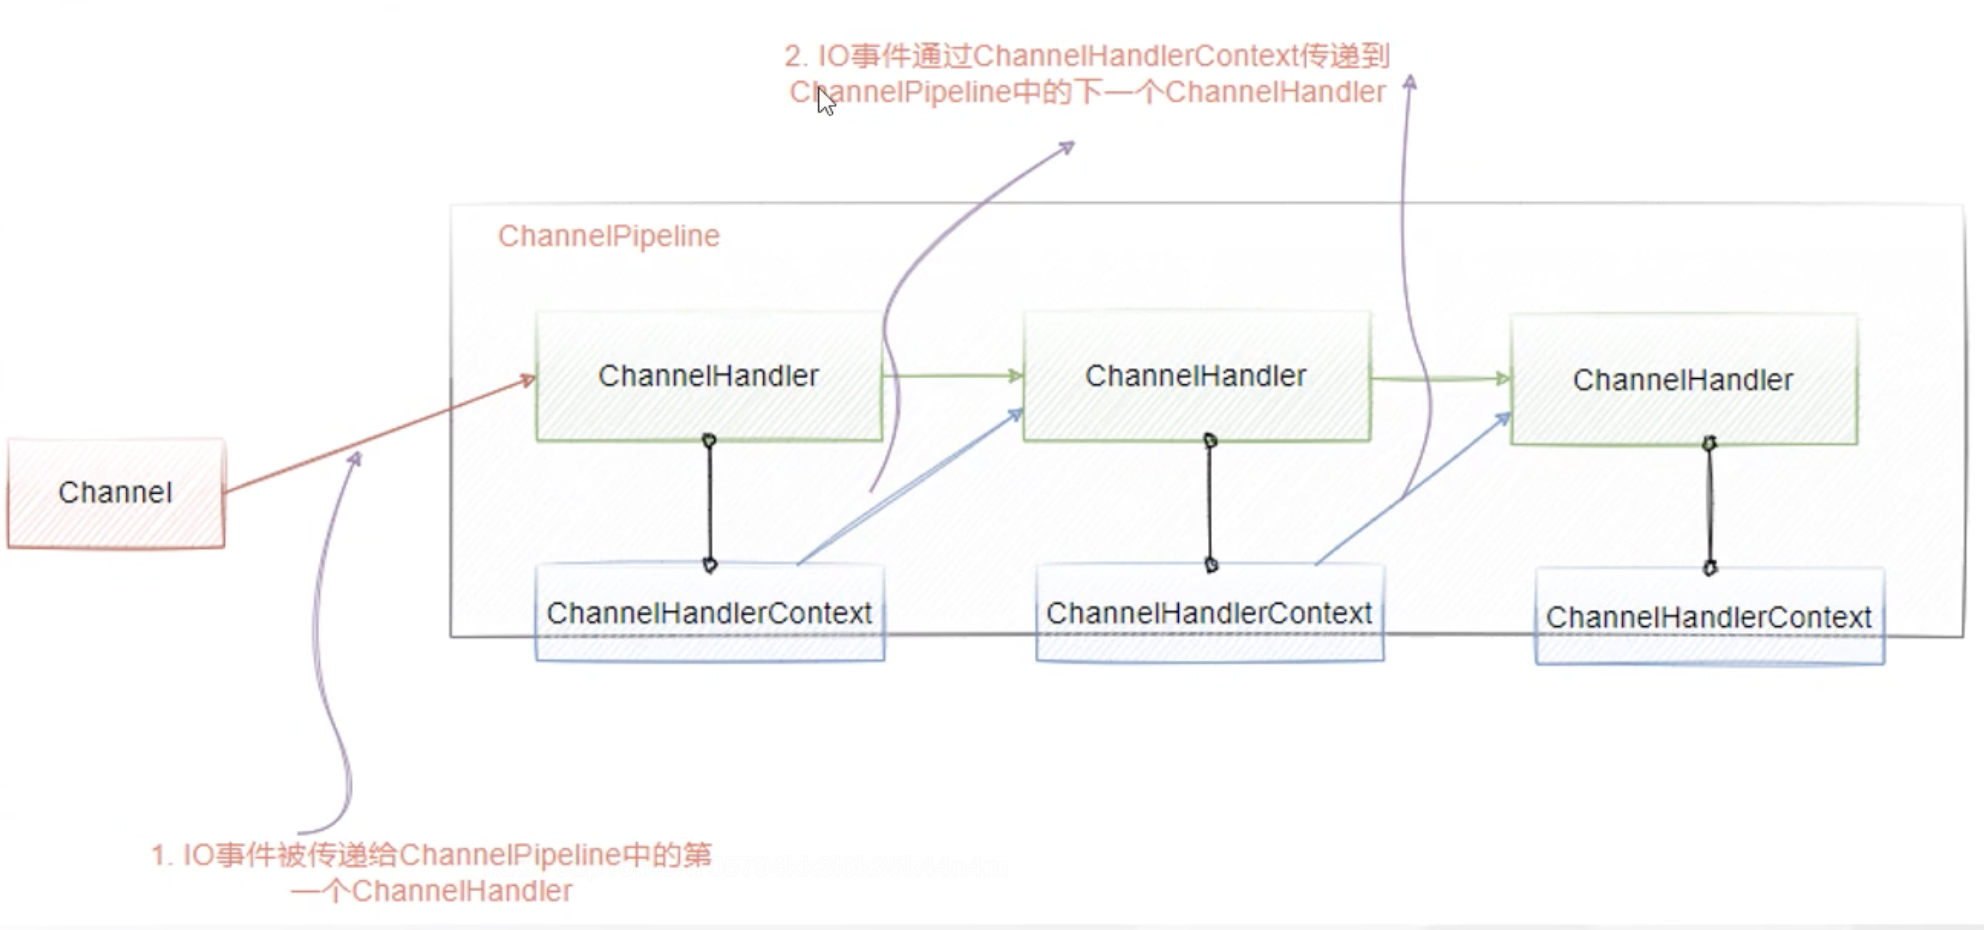 2. IO事件通过ChannelHandlerContext传递到
ChannelPipeline中的下一个ChannelHandler
ChannelPipeline
ChannelHandler
ChannelHandler
ChannelHandler
Channel
ChannelHandlerContext
ChannelHandlerContext
ChannelHandlerContext
1. IO事件被传递给ChannelPipeline中的第
一个ChannelHandler